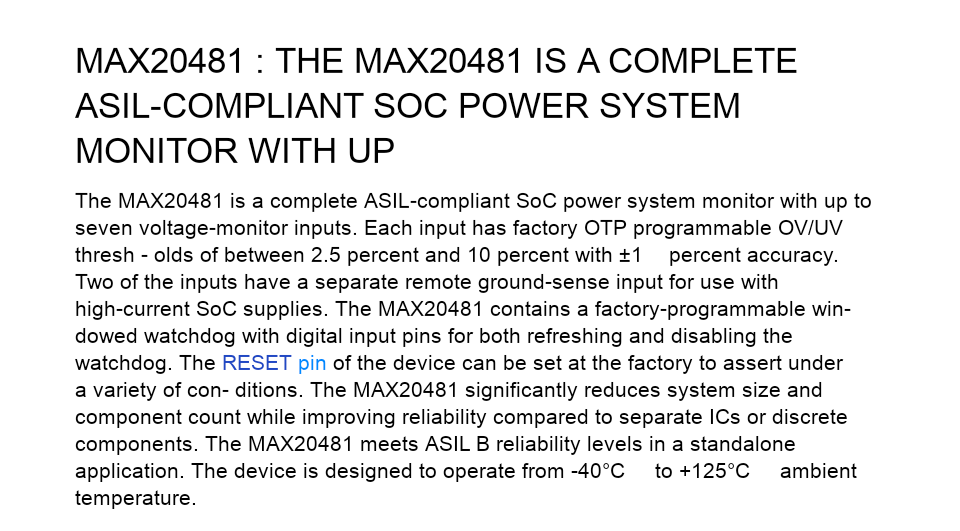 MAX20481 : THE MAX20481 IS A COMPLETE
ASIL-COMPLIANT SOC POWER SYSTEM
MONITOR WITH UP
The MAX20481 is a complete ASIL-compliant SoC power system monitor with up to
seven voltage-monitor inputs. Each input has factory OTP programmable OV/UV
thresh - olds of between 2.5 percent and 10 percent with ±1 percent accuracy.
Two of the inputs have a separate remote ground-sense input for use with
high-current SoC supplies. The MAX20481 contains a factory-programmable win-
dowed watchdog with digital input pins for both refreshing and disabling the
watchdog. The RESET pin of the device can be set at the factory to assert under
a variety of con- ditions. The MAX20481 significantly reduces system size and
component count while improving reliability compared to separate ICs or discrete
components. The MAX20481 meets ASIL B reliability levels in a standalone
application. The device is designed to operate from -40°C to +125°C ambient
temperature.